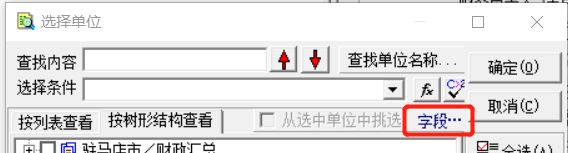 选择单位
查找内容
查找单位名称...
确定(O)
选择条件
fx
取消(C)
按列表查看
按树形结构查看
从选中单位中挑选
字段...
驻马店市/财政汇总
全选(A)